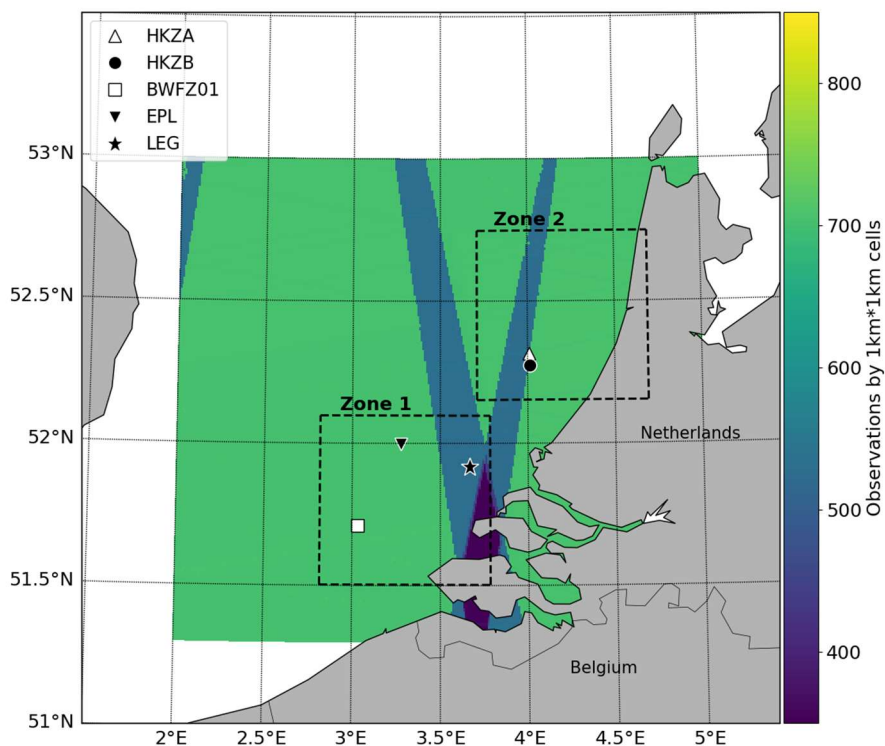 HKZA
HKZB
BWFZ01
EPL
LEG
53°N
52.5°N
52°N
51.5°N
51°N
Zone 2
Zone 1
Netherlands
Belgium
2°E
2.5°E
3°E
3.5°E
4°E
4.5°E
5°E
800
700
600
500
400
Observations by 1km*1km cells